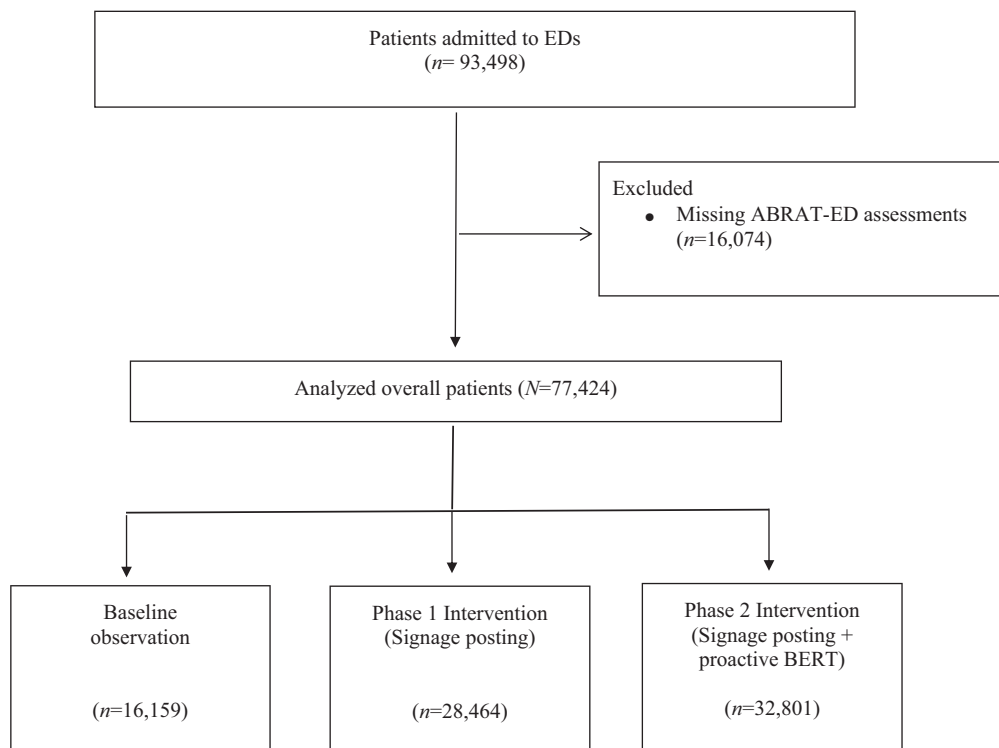 Patients admitted to EDs
(n= 93,498)
Excluded
● Missing ABRAT-ED assessments
(n=16,074)
Analyzed overall patients (N=77,424)
Baseline
observation
(n=16,159)
Phase 1 Intervention
(Signage posting)
(n=28,464)
Phase 2 Intervention
(Signage posting +
proactive BERT)
(n=32,801)